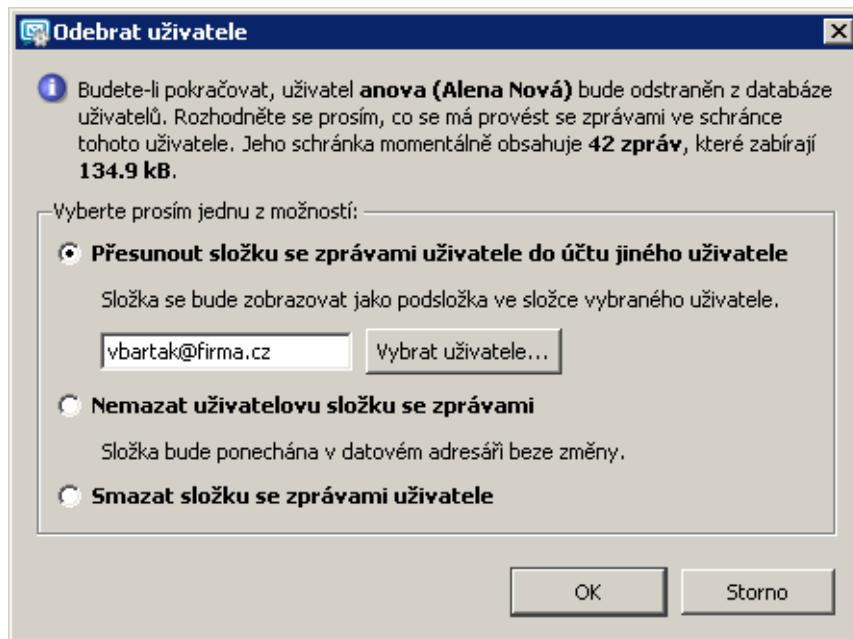 Odebrat uživatele
Budete-li pokračovat, uživatel anova (Alena Nová) bude odstraněn z databáze
uživatelů. Rozhodněte se prosím, co se má provést se zprávami ve schránce
tohoto uživatele. Jeho schránka momentálně obsahuje 42 zpráv, které zabírají
134.9 kB.
Vyberte prosím jednu z možností:
Přesunout složku se zprávami uživatele do účtu jiného uživatele
Složka se bude zobrazovat jako podsložka ve složce vybraného uživatele.
vbartak@firma.cz Vybrat uživatele...
Nemazat uživatelovu složku se zprávami
Složka bude ponechána v datovém adresáři beze změny.
Smazat složku se zprávami uživatele
OK Storno